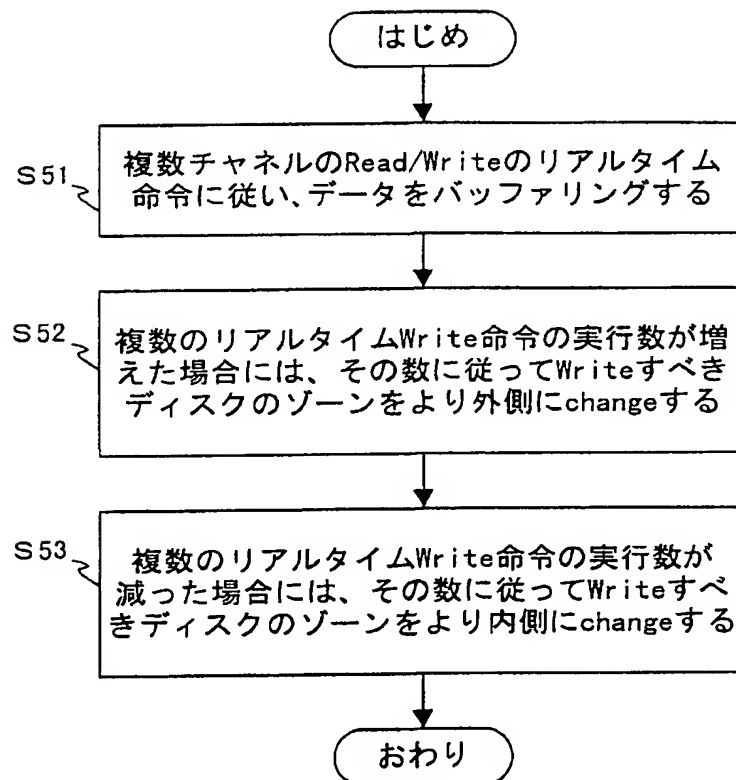 はじめ
S51
複数チャネルのRead/Writeのリアルタイム
命令に従い、データをバッファリングする
S52
複数のリアルタイムWrite命令の実行数が増
えた場合には、その数に従ってWriteすべき
ディスクのゾーンをより外側にchangeする
S53
複数のリアルタイムWrite命令の実行数が
減った場合には、その数に従ってWriteすべ
きディスクのゾーンをより内側にchangeする
おわり